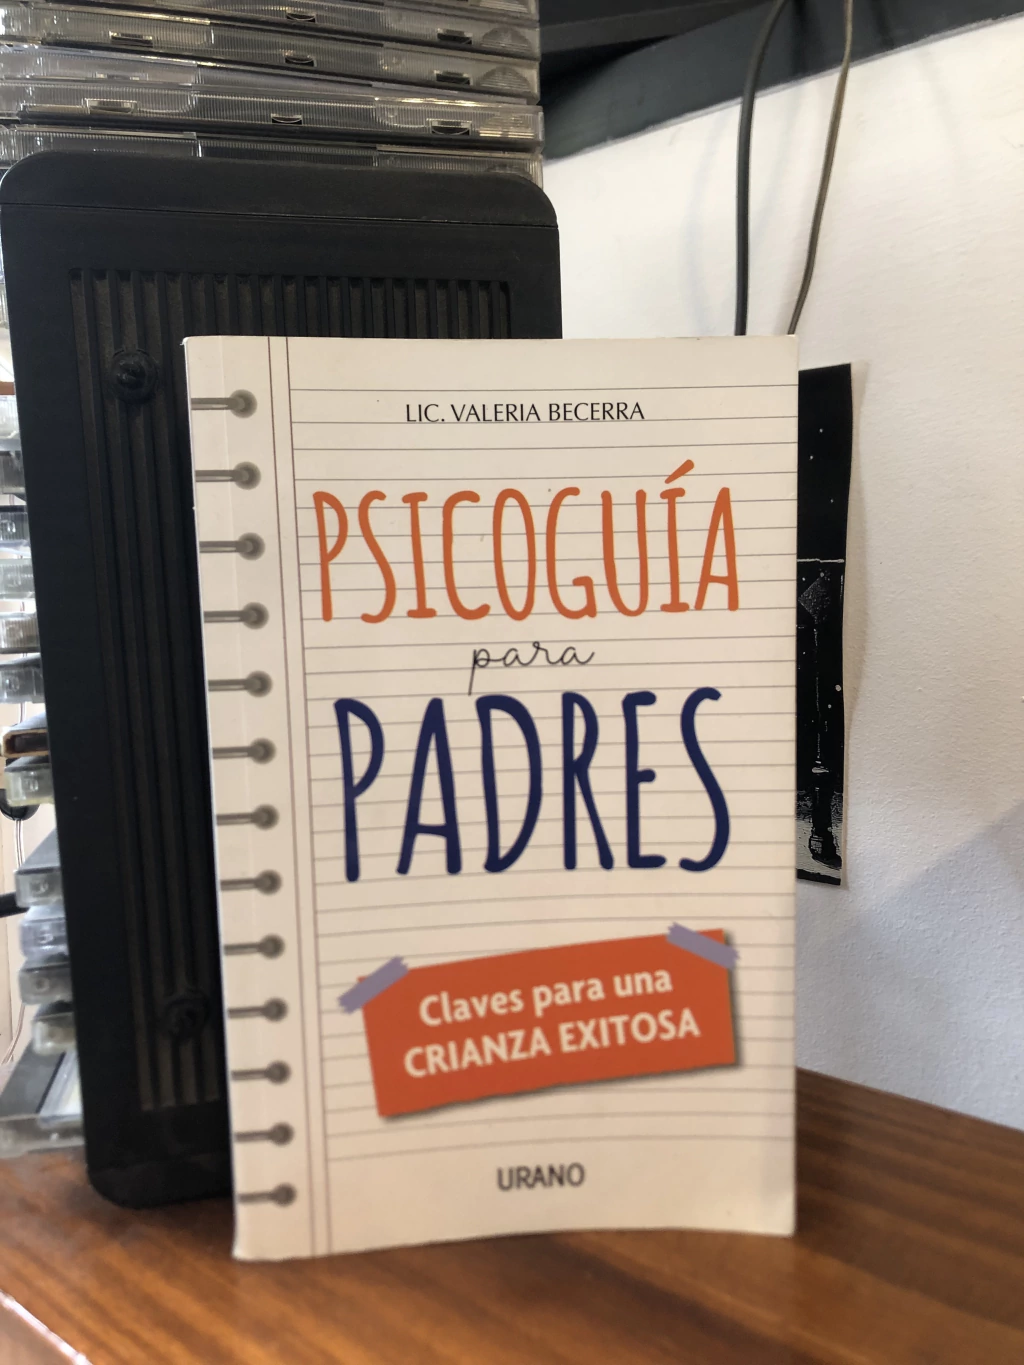 LIC. VALERIA BECERRA
PSICOGUÍA
para
PADRES
Claves para una
CRIANZA EXITOSA
URANO